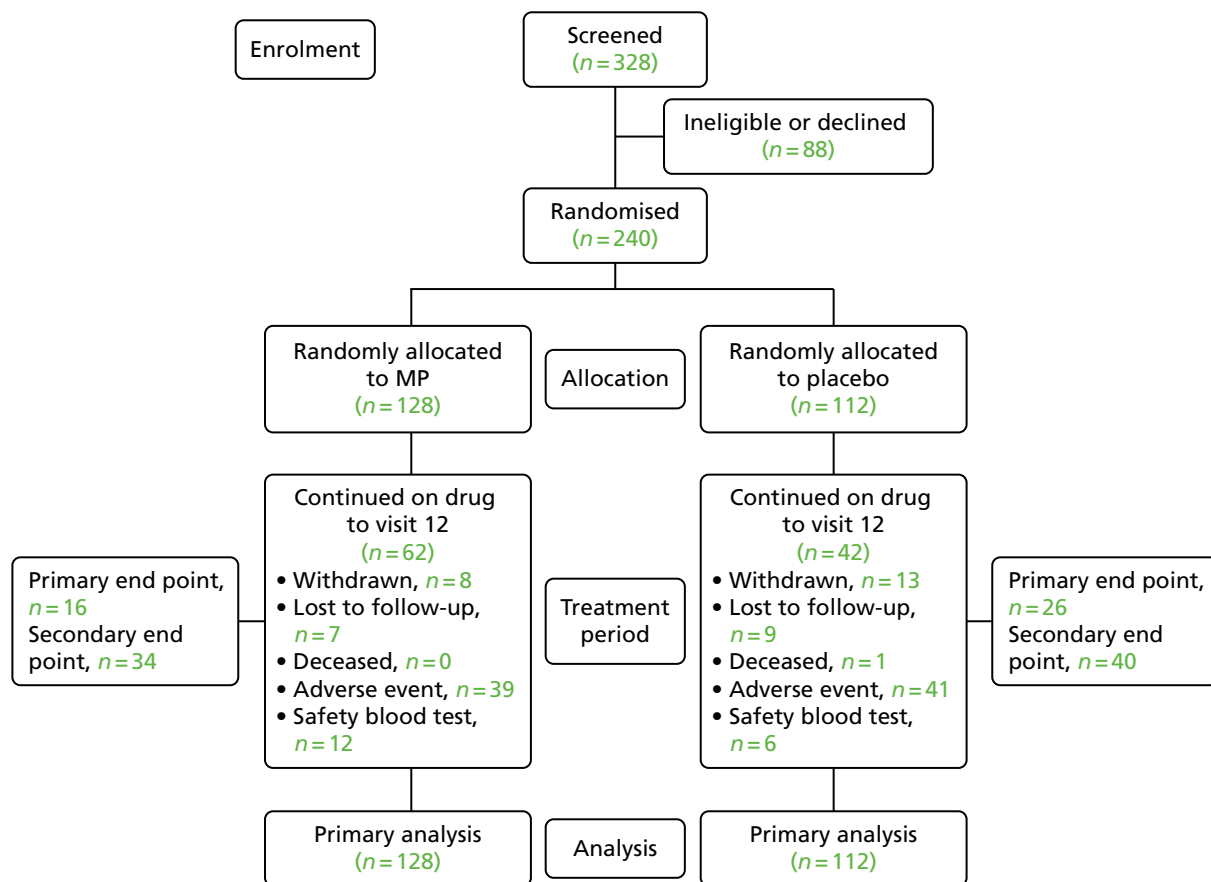 Enrolment
Screened
(n = 328)
Ineligible or declined
(n = 88)
Randomised
(n = 240)
Randomly allocated
to MP
(n = 128)
Allocation
Randomly allocated
to placebo
(n = 112)
Primary end point,
n = 16
Secondary end
point, n = 34
Continued on drug
to visit 12
(n = 62)
• Withdrawn, n = 8
• Lost to follow-up,
n = 7
• Deceased, n = 0
• Adverse event, n = 39
• Safety blood test,
n = 12
Treatment
period
Continued on drug
to visit 12
(n = 42)
• Withdrawn, n = 13
• Lost to follow-up,
n = 9
• Deceased, n = 1
• Adverse event, n = 41
• Safety blood test,
n = 6
Primary end point,
n = 26
Secondary end
point, n = 40
Primary analysis
(n = 128)
Analysis
Primary analysis
(n = 112)